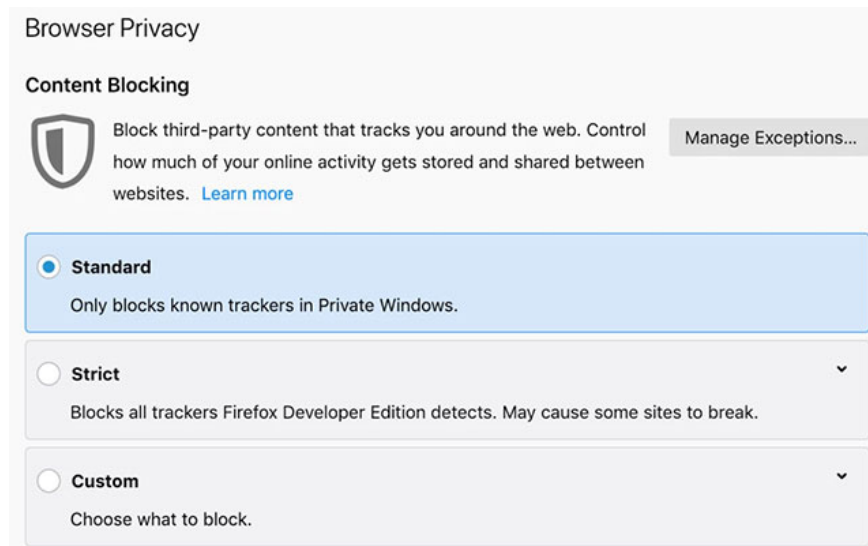 Browser Privacy
Content Blocking
Block third-party content that tracks you around the web. Control
how much of your online activity gets stored and shared between
websites. Learn more
Manage Exceptions...
Standard
Only blocks known trackers in Private Windows.
Strict
Blocks all trackers Firefox Developer Edition detects. May cause some sites to break.
Custom
Choose what to block.